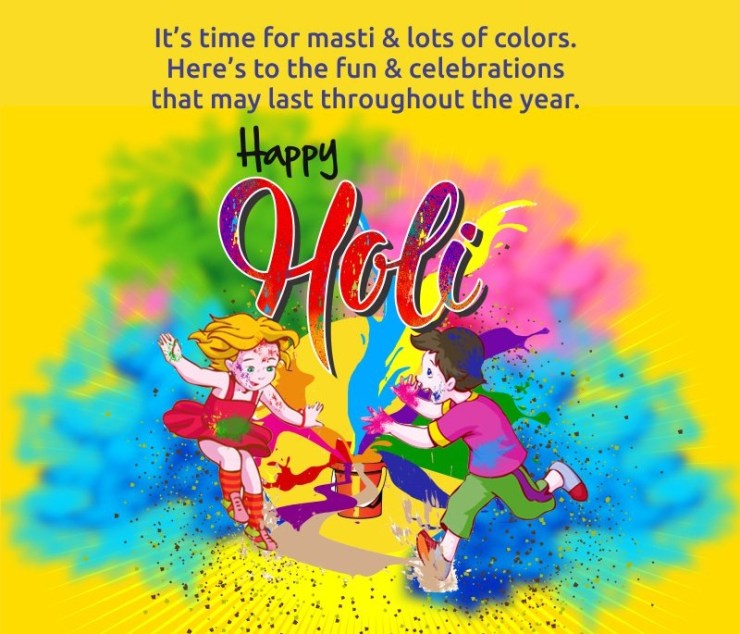 It's time for masti & lots of colors.
Here's to the fun & celebrations
that may last throughout the year.
Happy
Holi